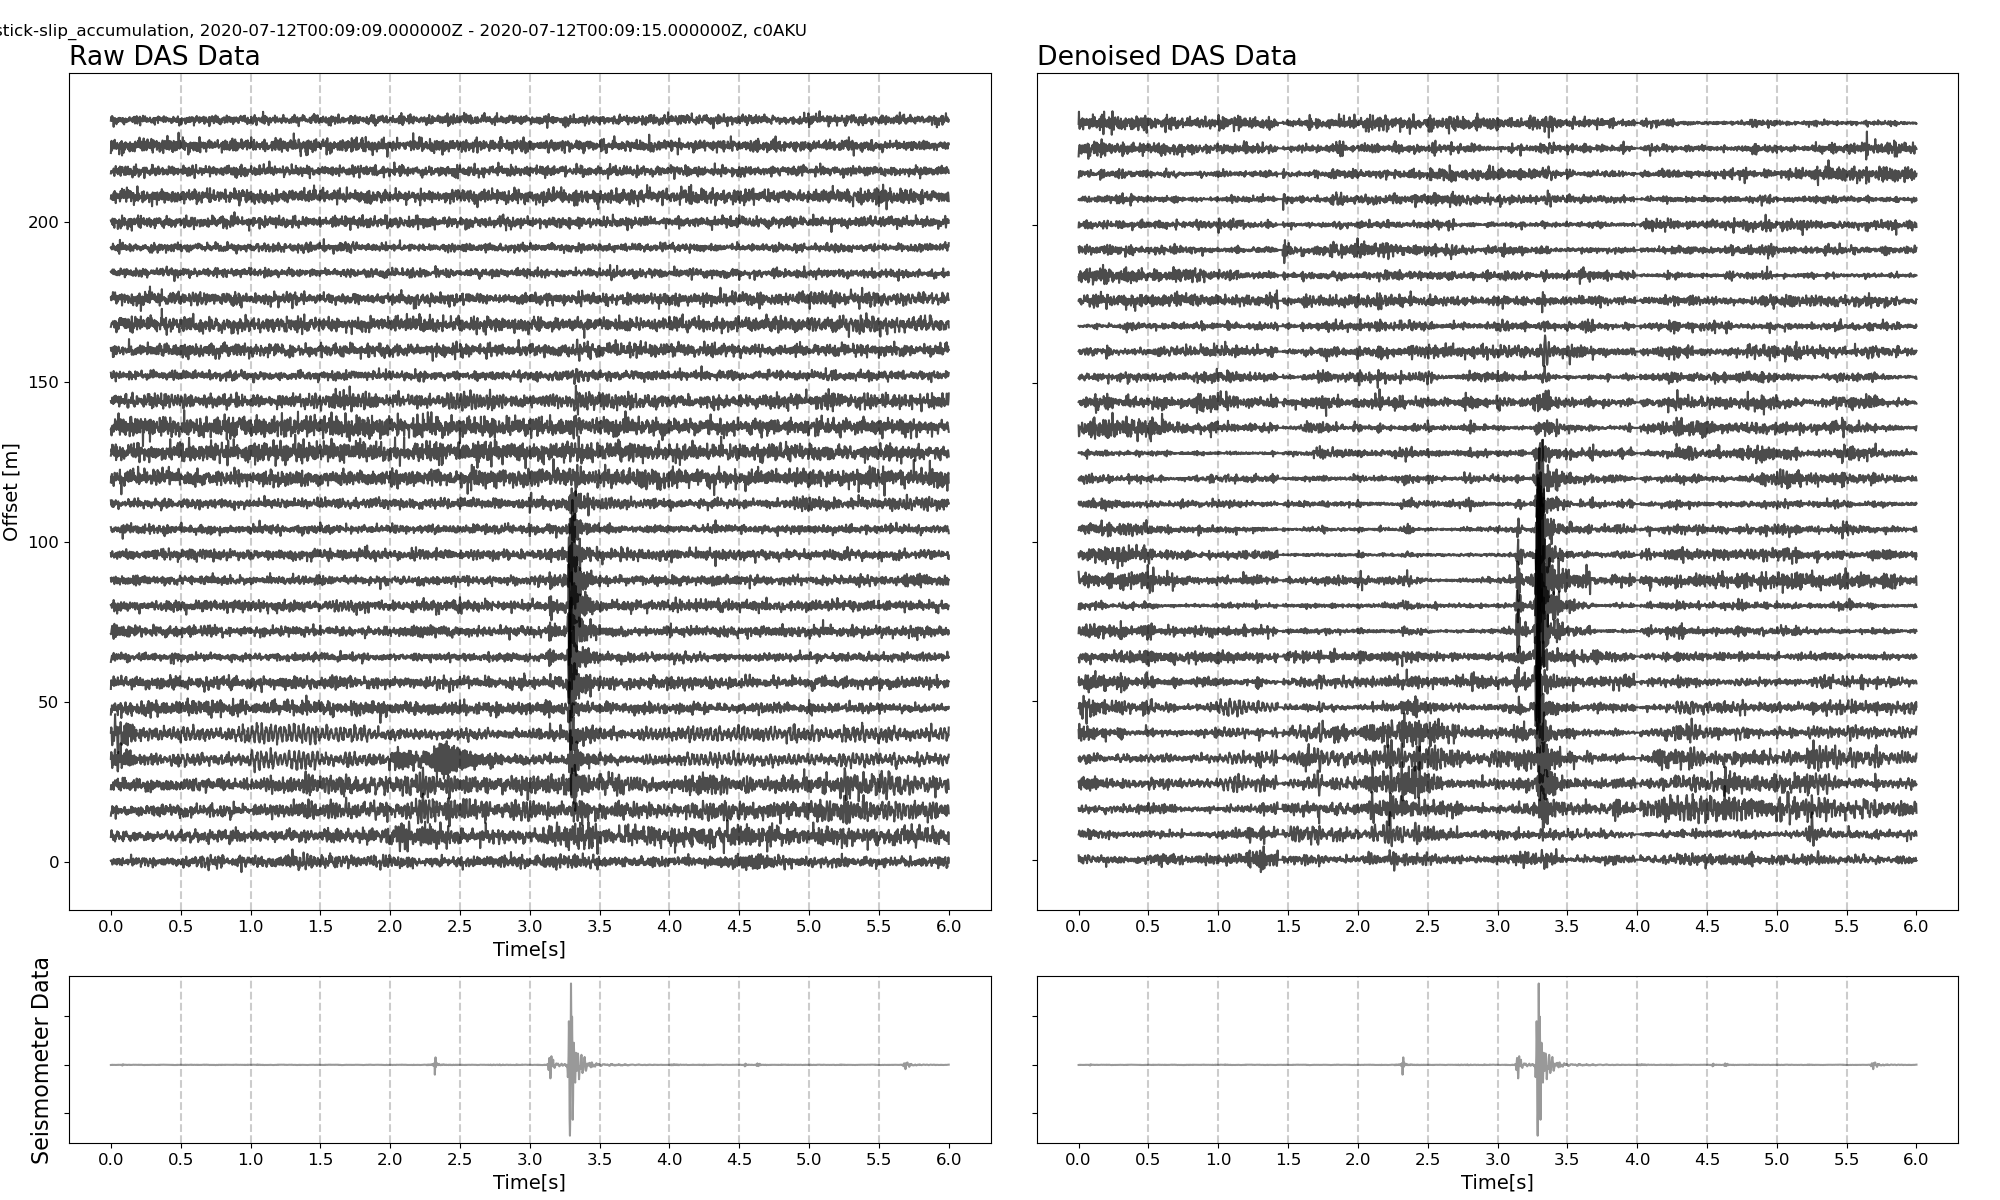 stick-slip_accumulation, 2020-07-12T00:09:09.000000Z - 2020-07-12T00:09:15.000000Z, c0AKU
Raw DAS Data
Denoised DAS Data
Offset [m]
200
150
100
50
0
0.0 0.5 1.0 1.5 2.0 2.5 3.0 3.5 4.0 4.5 5.0 5.5 6.0
Time[s]
0.0 0.5 1.0 1.5 2.0 2.5 3.0 3.5 4.0 4.5 5.0 5.5 6.0
Seismometer Data
0.0 0.5 1.0 1.5 2.0 2.5 3.0 3.5 4.0 4.5 5.0 5.5 6.0
Time[s]
0.0 0.5 1.0 1.5 2.0 2.5 3.0 3.5 4.0 4.5 5.0 5.5 6.0
Time[s]